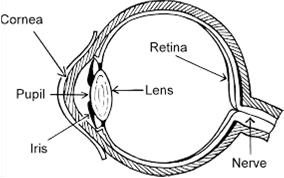 Cornea
Retina
Pupil
Lens
Iris
Nerve